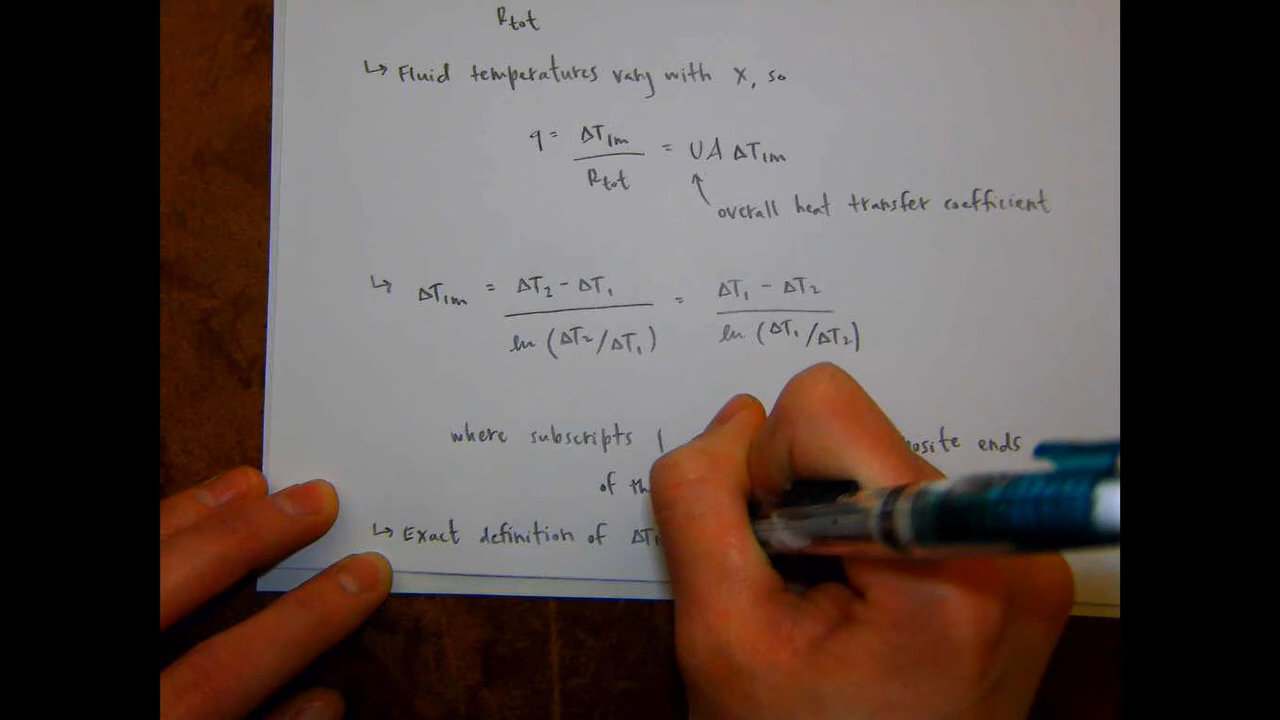 Rtot
↳ Fluid temperatures vary with x, so
q = ΔTlm / Rtot = UA ΔTlm
overall heat transfer coefficient
↳ ΔTlm = ΔT2 - ΔT1 / ln (ΔT2/ΔT1) = ΔT1 - ΔT2 / ln (ΔT1/ΔT2)
where subscripts 1 ends
of
↳ Exact definition of